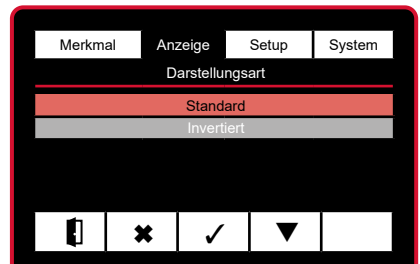 Merkmal Anzeige Setup System
Darstellungsart
Standard
Invertiert